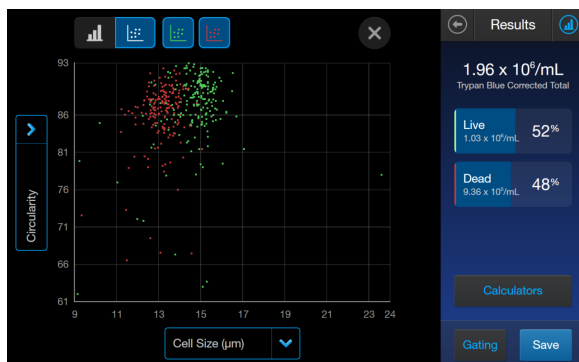 Results
1.96 x 10⁶/mL
Trypan Blue Corrected Total
Live
1.03 x 10⁶/mL
52%
Dead
9.36 x 10⁵/mL
48%
Calculators
Gating
Save
93
86
81
76
71
66
61
Circularity
9
11
13
15
17
19
21
23
24
Cell Size (μm)